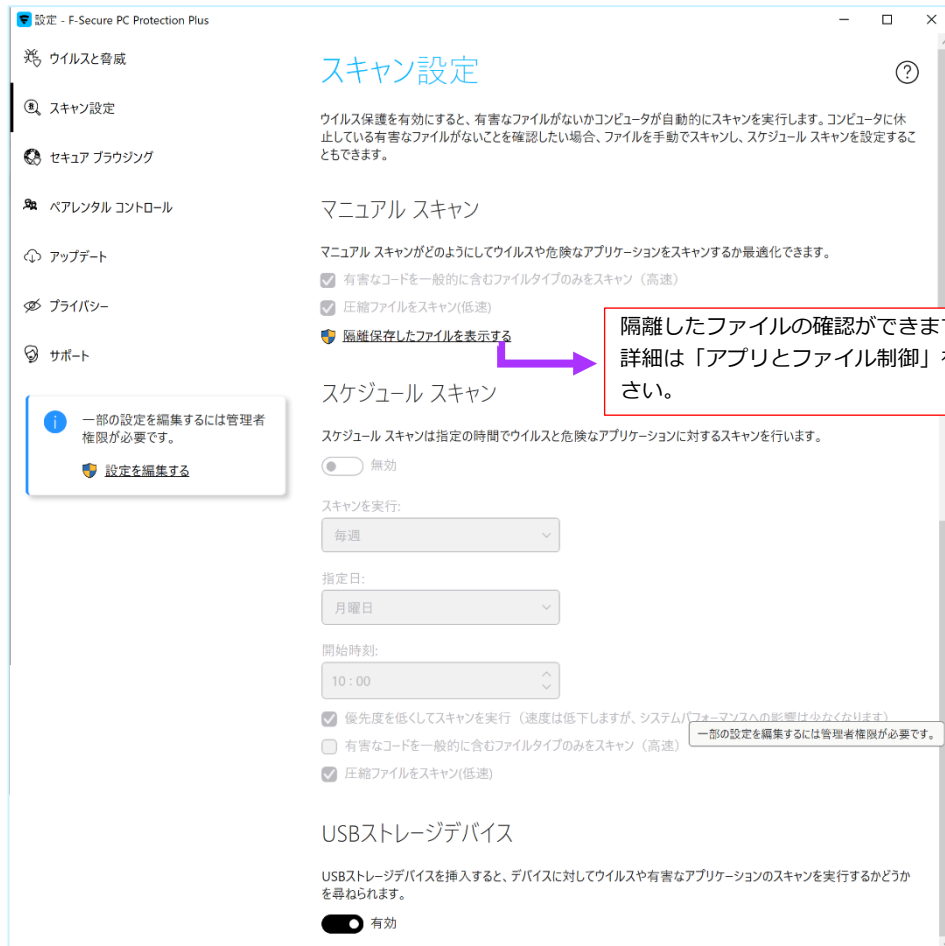 設定 - F-Secure PC Protection Plus
ウイルスと脅威
スキャン設定
セキュア ブラウジング
ペアレンタル コントロール
アップデート
プライバシー
サポート
一部の設定を編集するには管理者
権限が必要です。
設定を編集する
スキャン設定
ウイルス保護を有効にすると、有害なファイルがないかコンピュータが自動的にスキャンを実行します。コンピュータに休
止している有害なファイルがないことを確認したい場合、ファイルを手動でスキャンし、スケジュール スキャンを設定するこ
ともできます。
マニュアル スキャン
マニュアル スキャンがどのようにしてウイルスや危険なアプリケーションをスキャンするか最適化できます。
有害なコードを一般的に含むファイルタイプのみをスキャン（高速）
圧縮ファイルをスキャン(低速)
隔離保存したファイルを表示する
隔離したファイルの確認ができま
詳細は「アプリとファイル制御」
さい。
スケジュール スキャン
スケジュール スキャンは指定の時間でウイルスと危険なアプリケーションに対するスキャンを行います。
無効
スキャンを実行:
毎週
指定日:
月曜日
開始時刻:
10 : 00
優先度を低くしてスキャンを実行（速度は低下しますが、システムパフォーマンスへの影響は少なくなります）
一部の設定を編集するには管理者権限が必要です。
有害なコードを一般的に含むファイルタイプのみをスキャン（高速）
圧縮ファイルをスキャン(低速)
USBストレージデバイス
USBストレージデバイスを挿入すると、デバイスに対してウイルスや有害なアプリケーションのスキャンを実行するかどうか
を尋ねられます。
有効